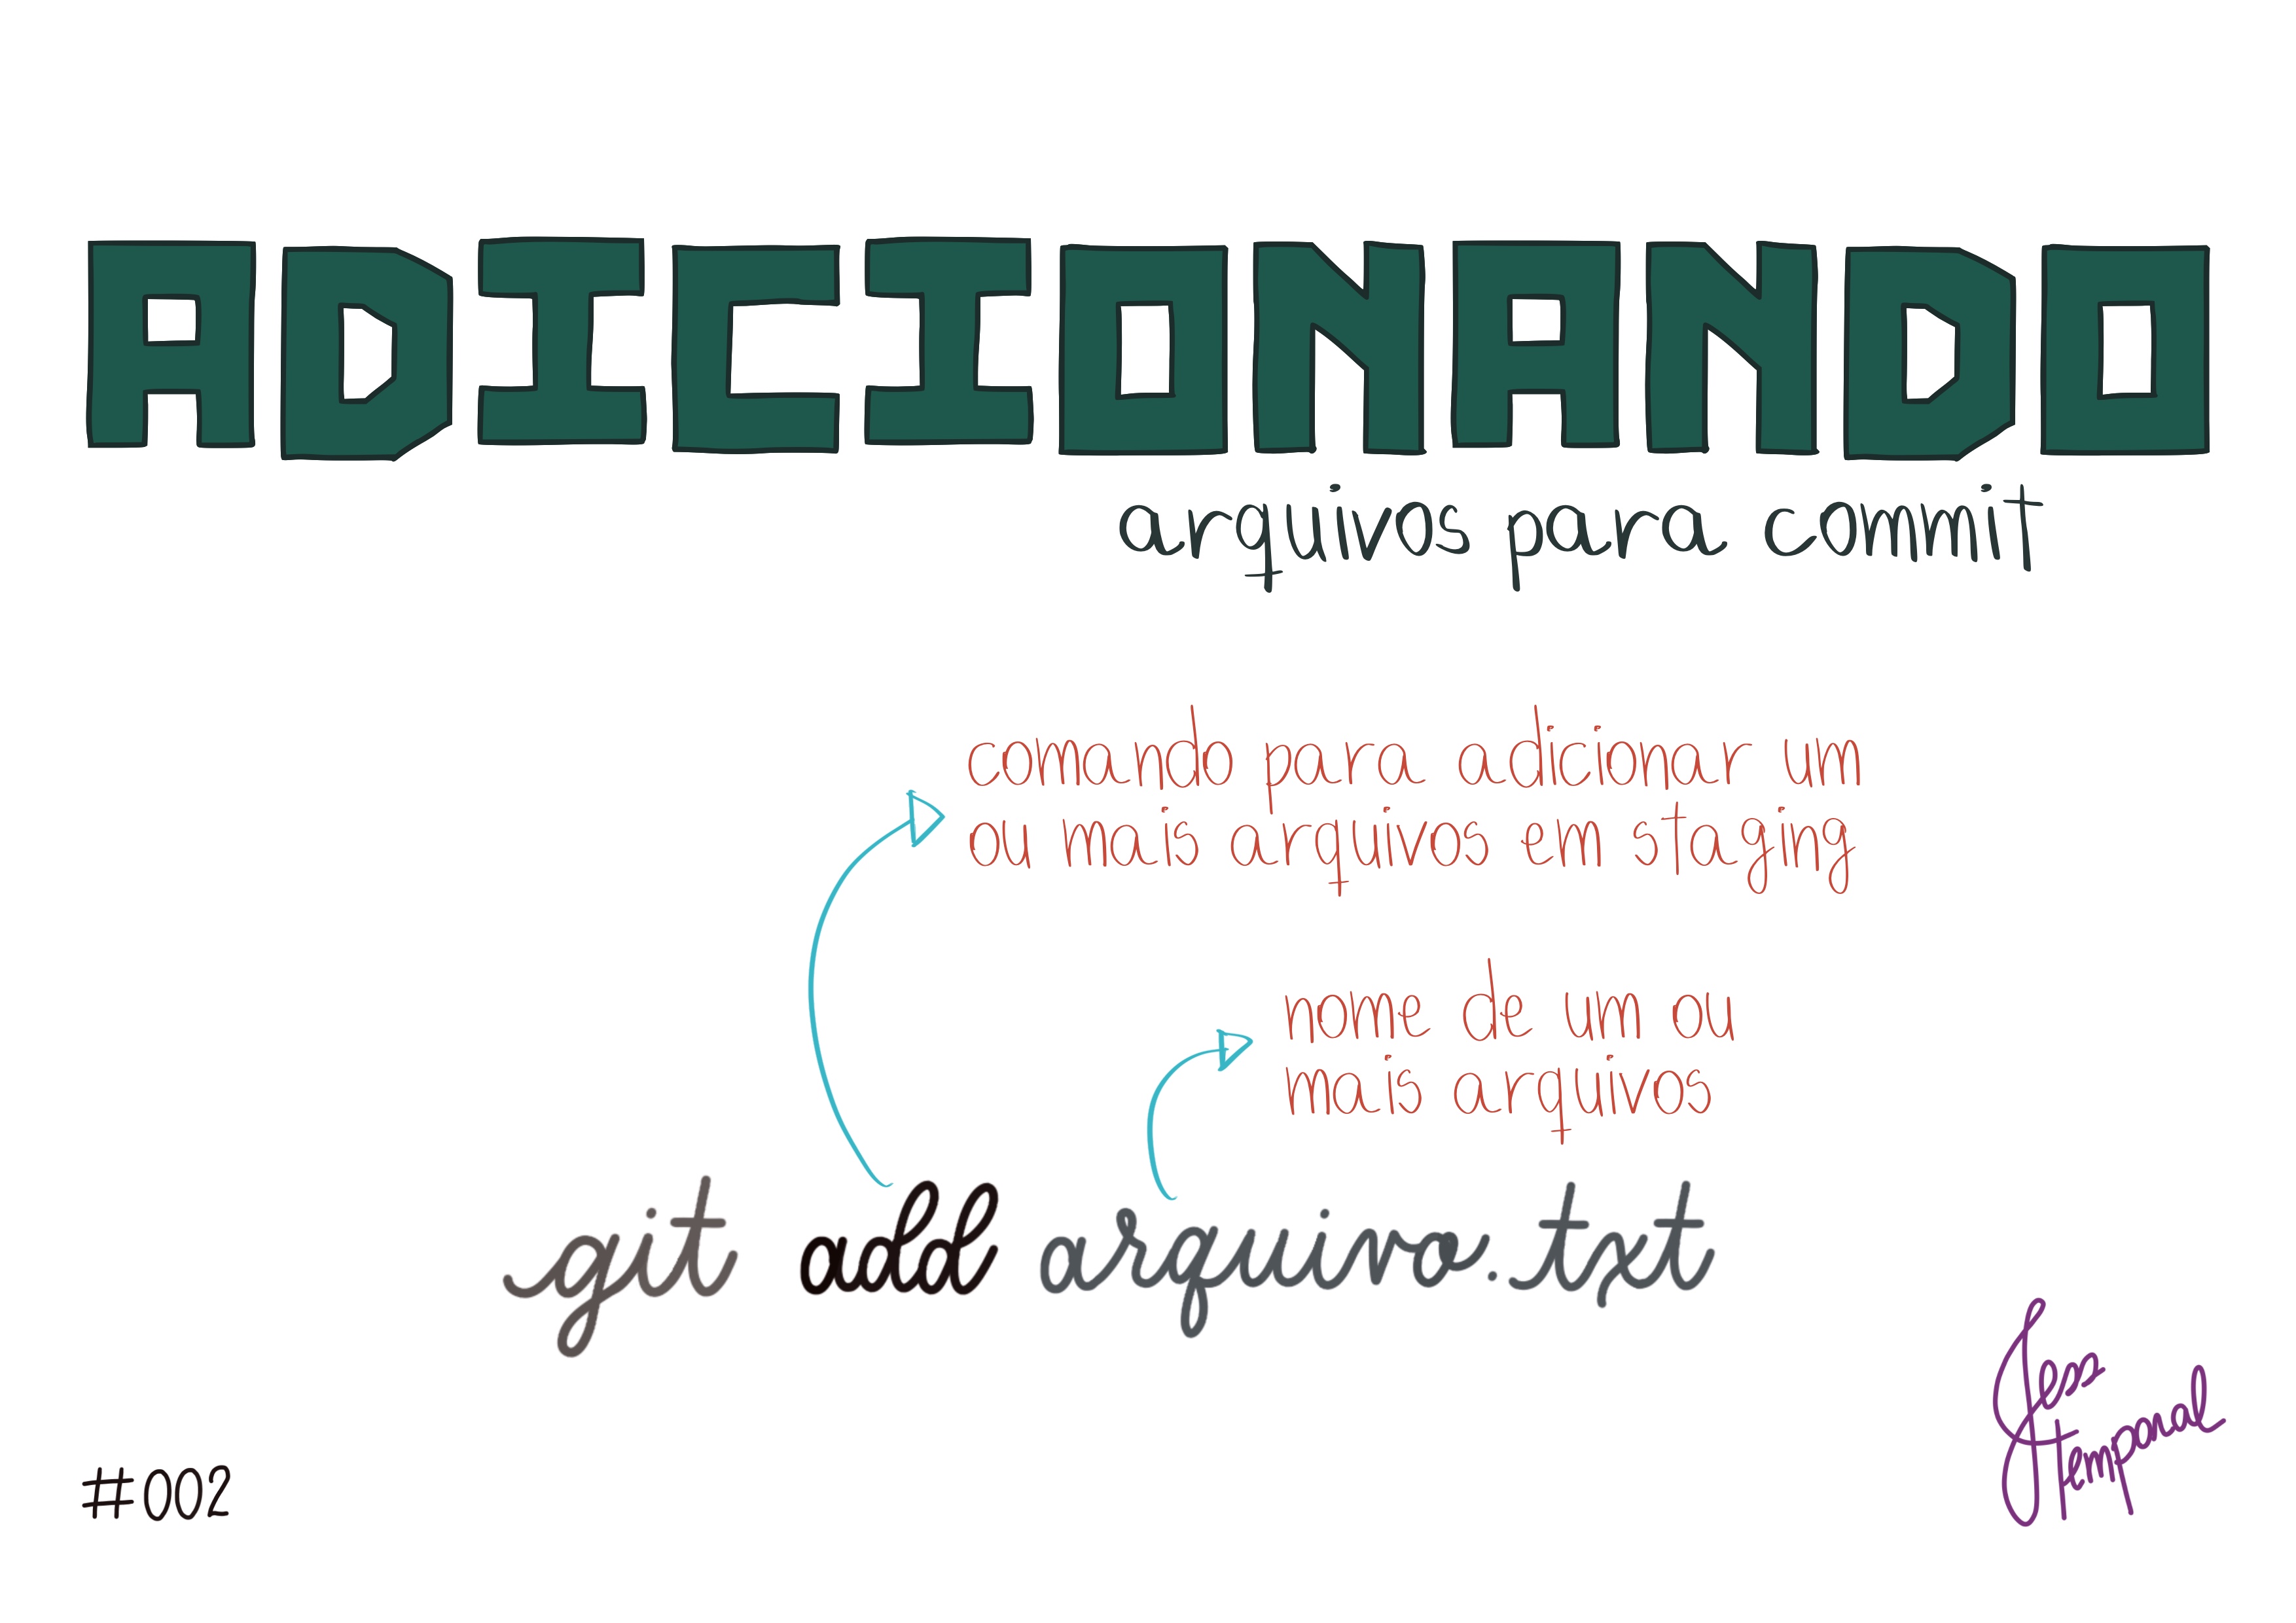 ADICIONANDO
arquivos para commit
comando para adicionar um
ou mais arquivos em staging
nome de um ou
mais arquivos
git add arquivo.txt
#002
Jess
temporal